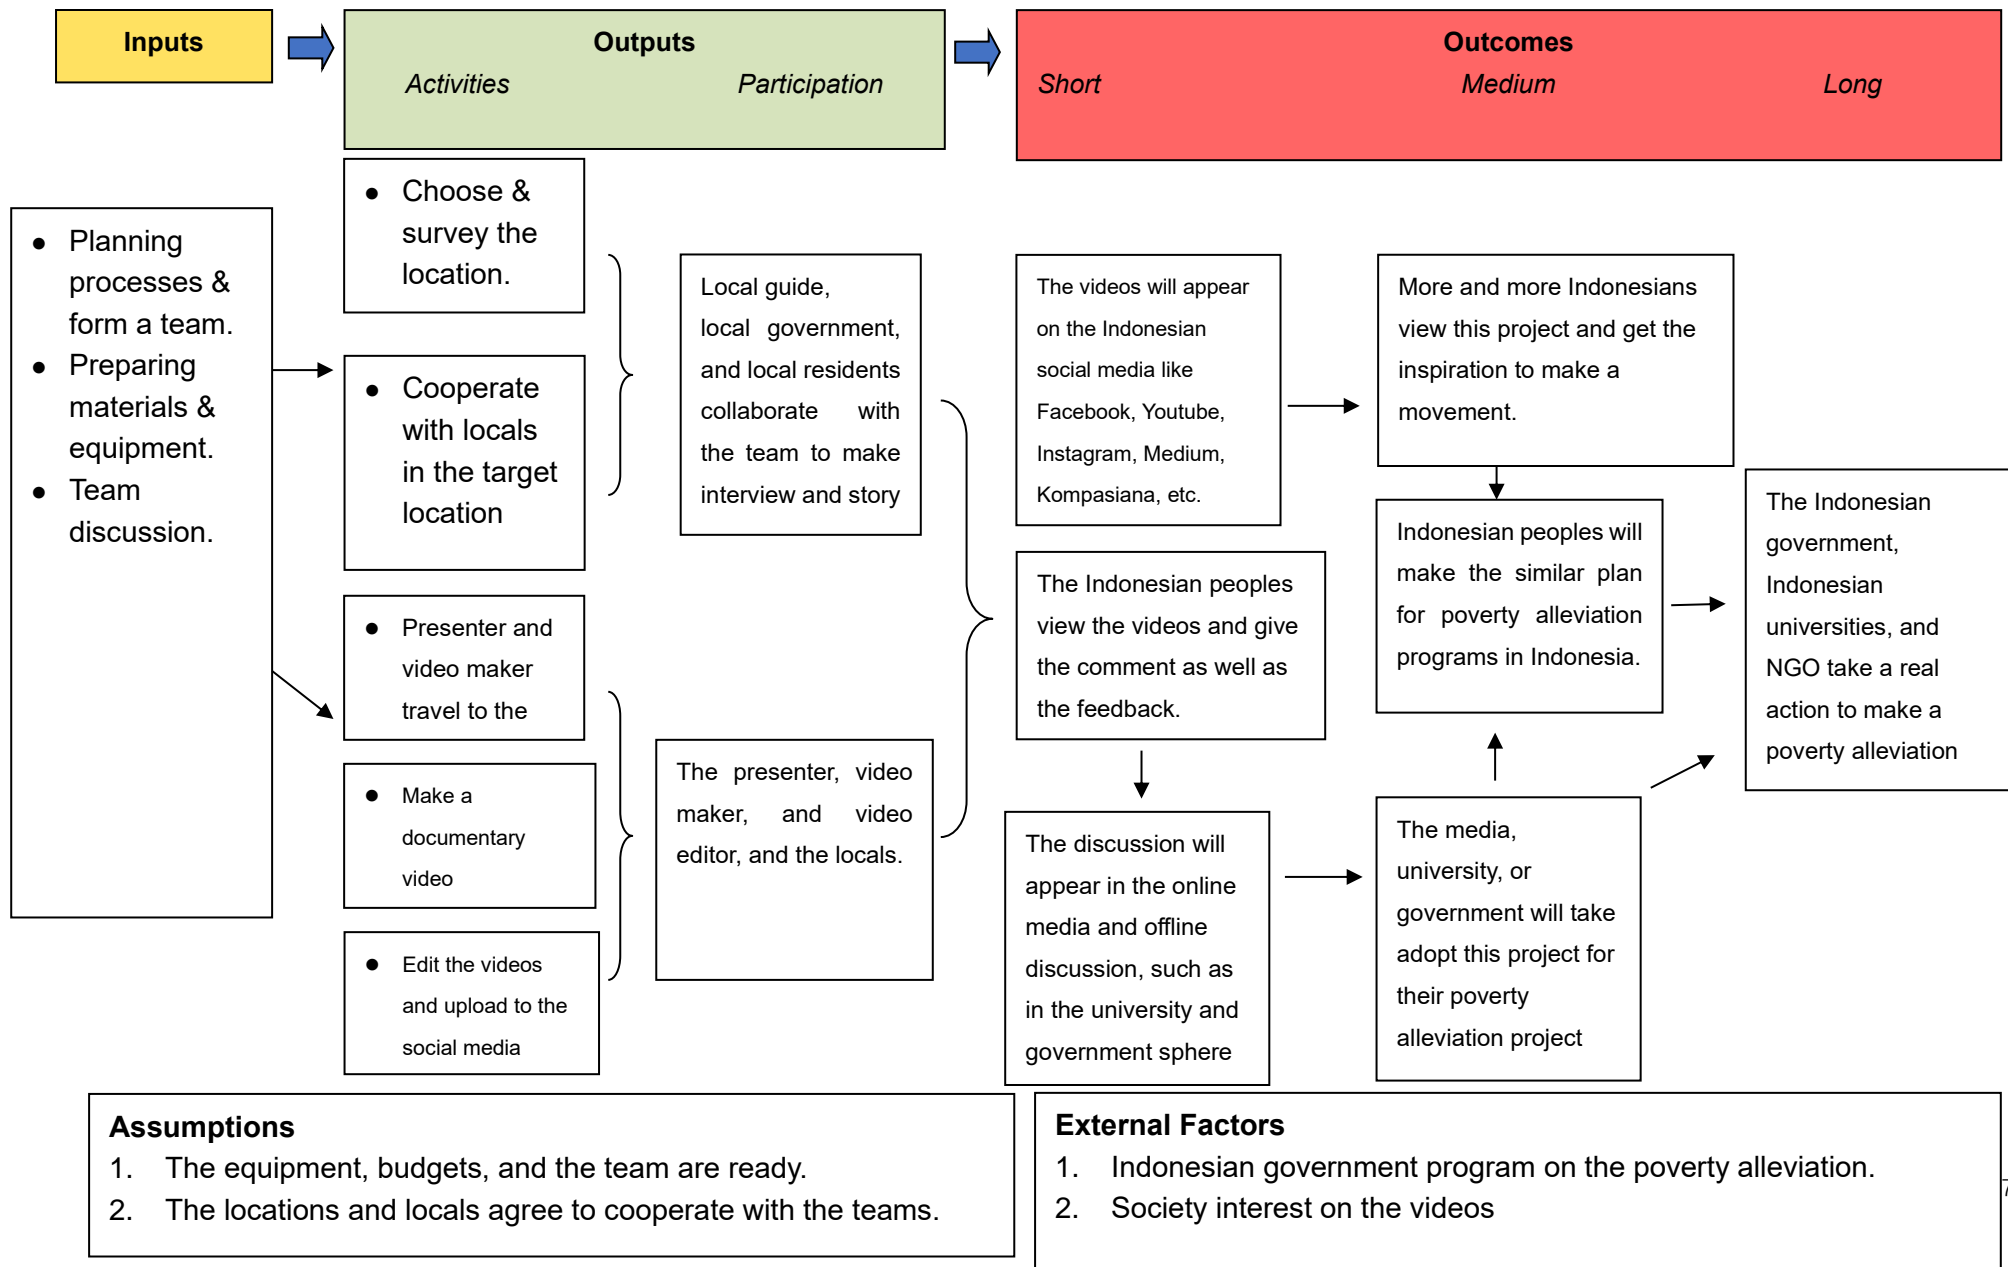 Inputs
Outputs
Activities Participation
Outcomes
Short Medium Long
● Planning
processes &
form a team.
● Preparing
materials &
equipment.
● Team
discussion.
● Choose &
survey the
location.
● Cooperate
with locals
in the target
location
● Presenter and
video maker
travel to the
● Make a
documentary
video
● Edit the videos
and upload to the
social media
Local guide,
local government,
and local residents
collaborate with
the team to make
interview and story
The presenter, video
maker, and video
editor, and the locals.
The videos will appear
on the Indonesian
social media like
Facebook, Youtube,
Instagram, Medium,
Kompasiana, etc.
The Indonesian peoples
view the videos and give
the comment as well as
the feedback.
The discussion will
appear in the online
media and offline
discussion, such as
in the university and
government sphere
More and more Indonesians
view this project and get the
inspiration to make a
movement.
Indonesian peoples will
make the similar plan
for poverty alleviation
programs in Indonesia.
The media,
university, or
government will take
adopt this project for
their poverty
alleviation project
The Indonesian
government,
Indonesian
universities, and
NGO take a real
action to make a
poverty alleviation
Assumptions
1. The equipment, budgets, and the team are ready.
2. The locations and locals agree to cooperate with the teams.
External Factors
1. Indonesian government program on the poverty alleviation.
2. Society interest on the videos
7